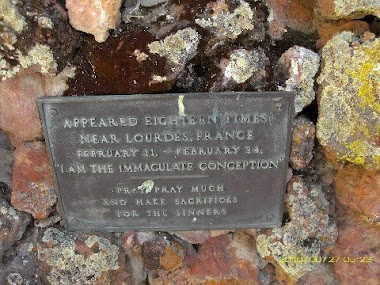 APPEARED EIGHTEEN TIMES
NEAR LOURDES, FRANCE
FEBRUARY 11 - FEBRUARY 24,
"I AM THE IMMACULATE CONCEPTION"
PRAY MUCH
AND MAKE SACRIFICES
FOR THE SINNERS